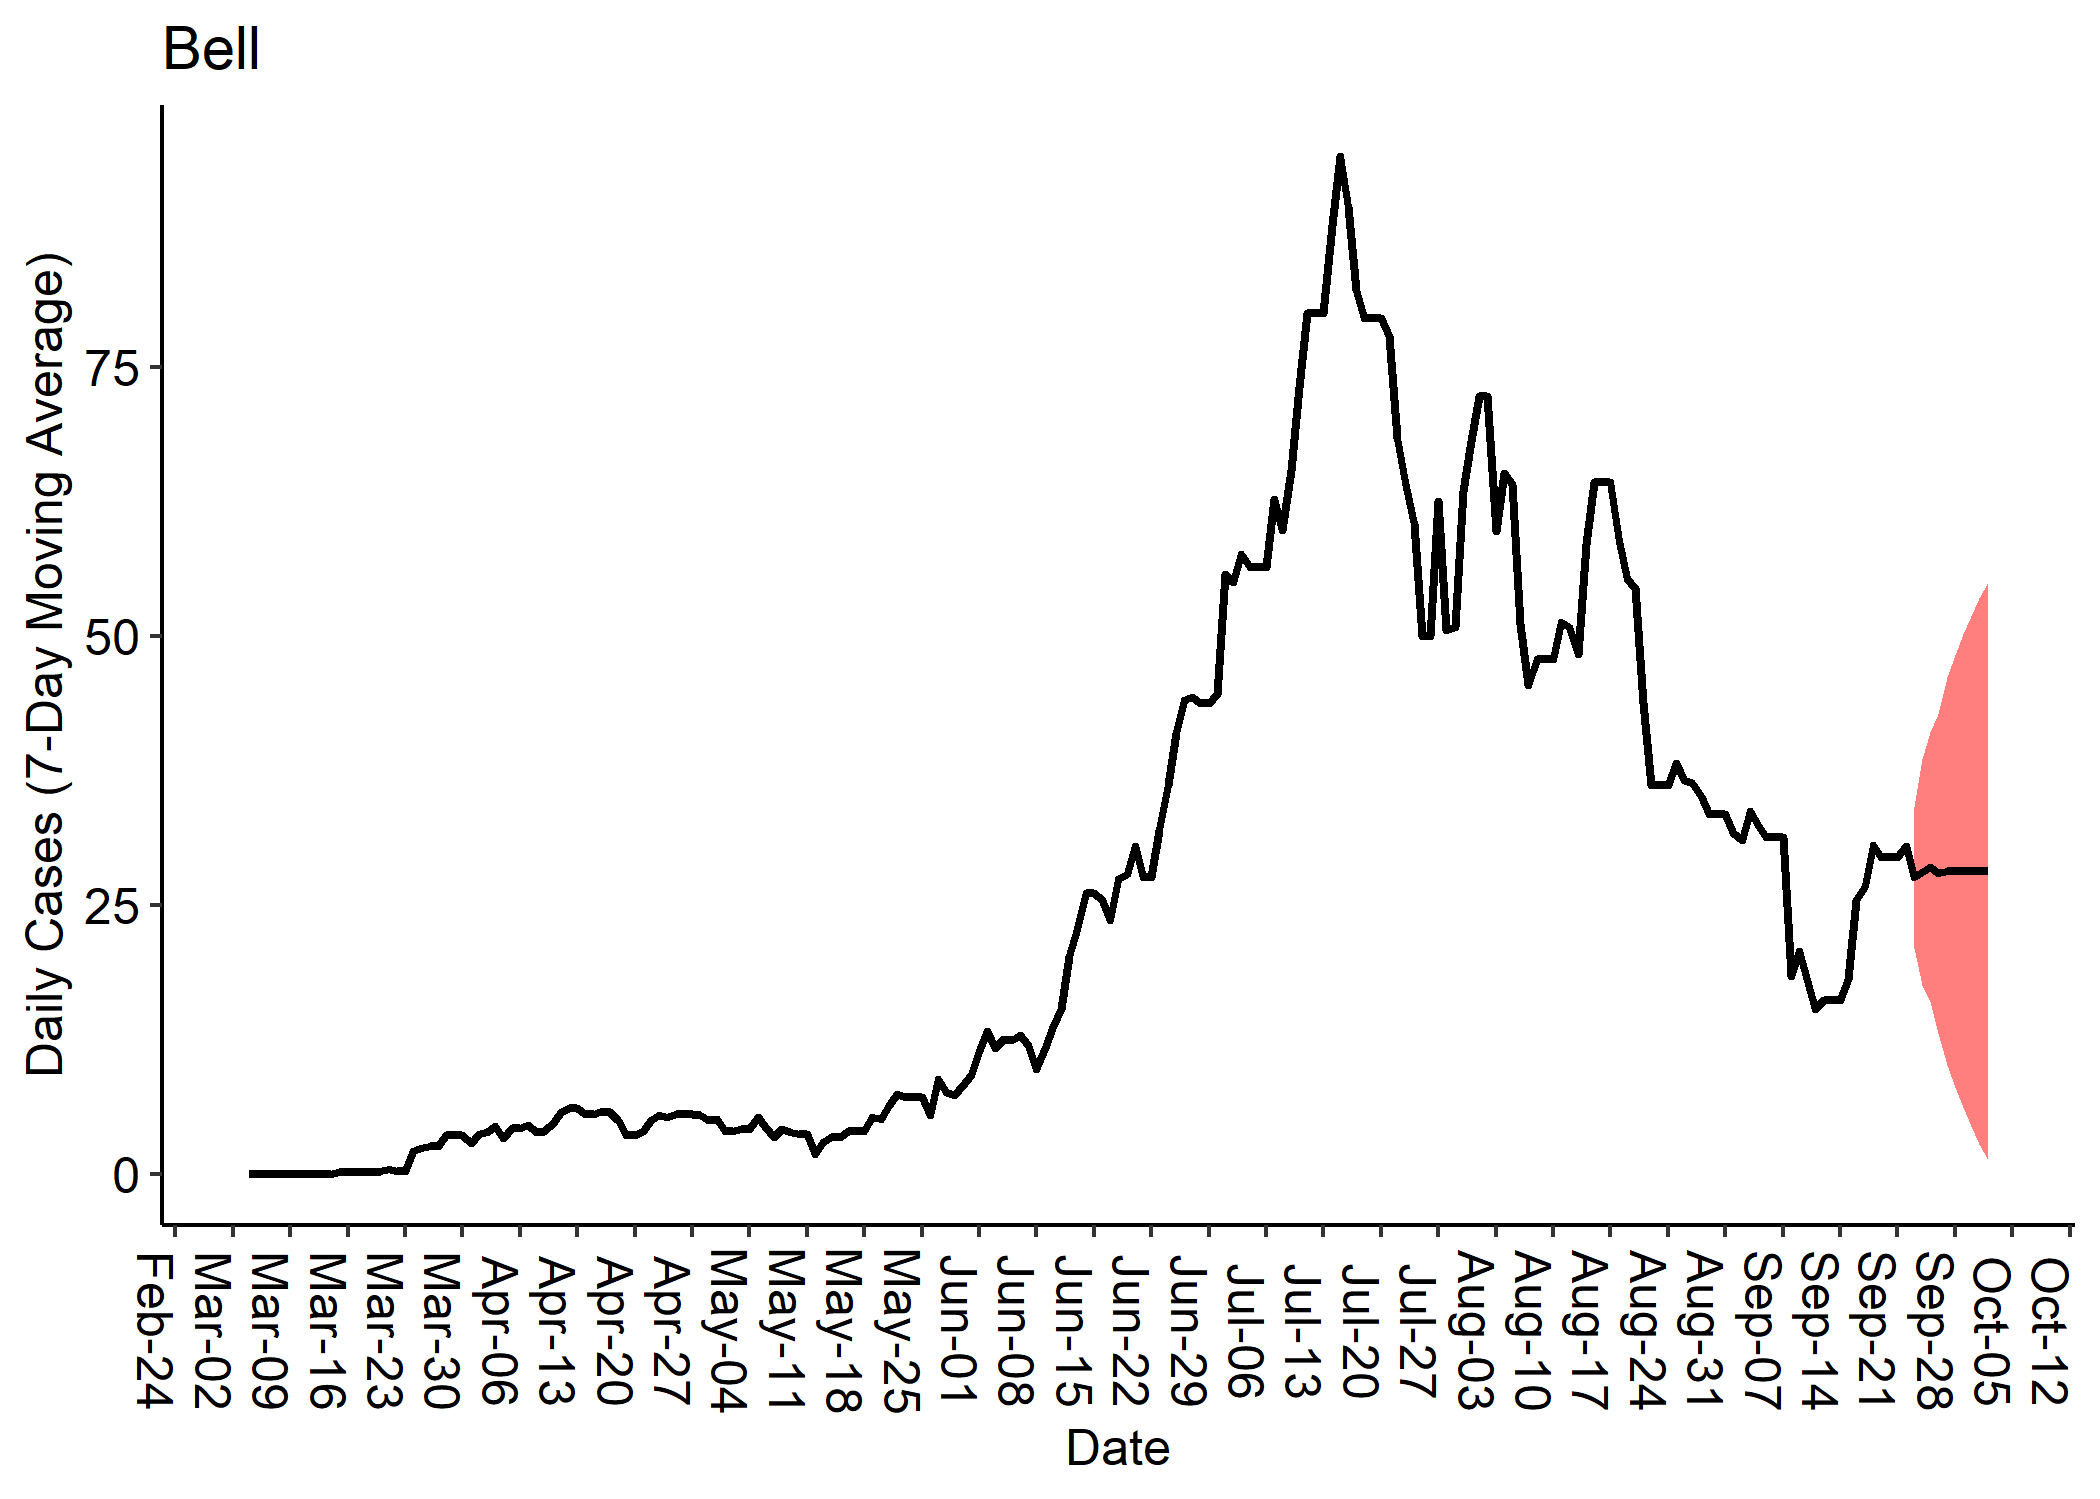 Bell
Daily Cases (7-Day Moving Average)
75
50
25
0
Feb-24
Mar-02
Mar-09
Mar-16
Mar-23
Mar-30
Apr-06
Apr-13
Apr-20
Apr-27
May-04
May-11
May-18
May-25
Jun-01
Jun-08
Jun-15
Jun-22
Jun-29
Jul-06
Jul-13
Jul-20
Jul-27
Aug-03
Aug-10
Aug-17
Aug-24
Aug-31
Sep-07
Sep-14
Sep-21
Sep-28
Oct-05
Oct-12
Date